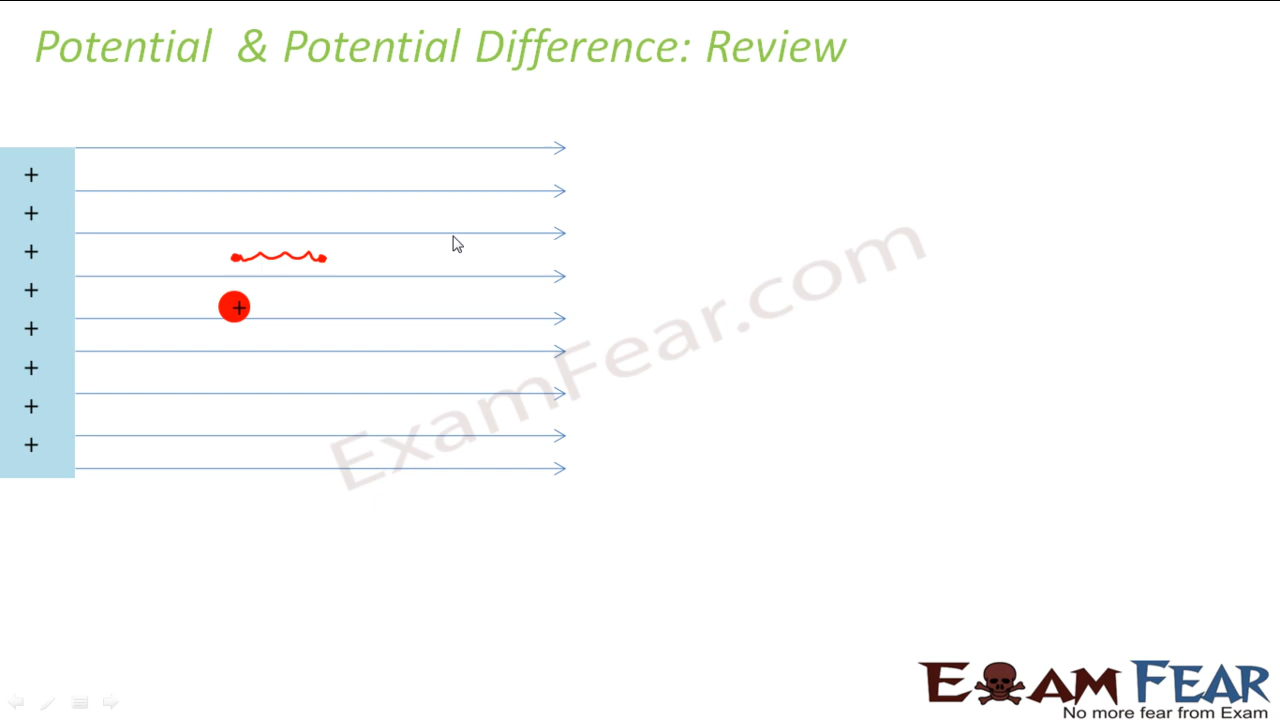 Potential & Potential Difference: Review
+
+
+
+
+
+
+
+
+
ExamFear.com
EXAM FEAR
No more fear from Exam